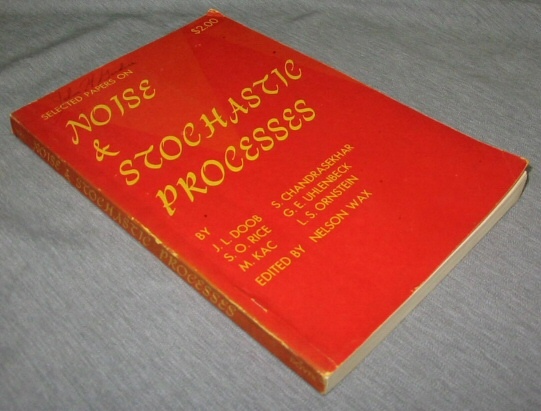 $2.00
SELECTED PAPERS ON
NOISE
&
STOCHASTIC
PROCESSES
BY
J. L. DOOB
S. O. RICE
M. KAC
S. CHANDRASEKHAR
G. E. UHLENBECK
L. S. ORNSTEIN
EDITED BY NELSON WAX
NOISE & STOCHASTIC PROCESSES